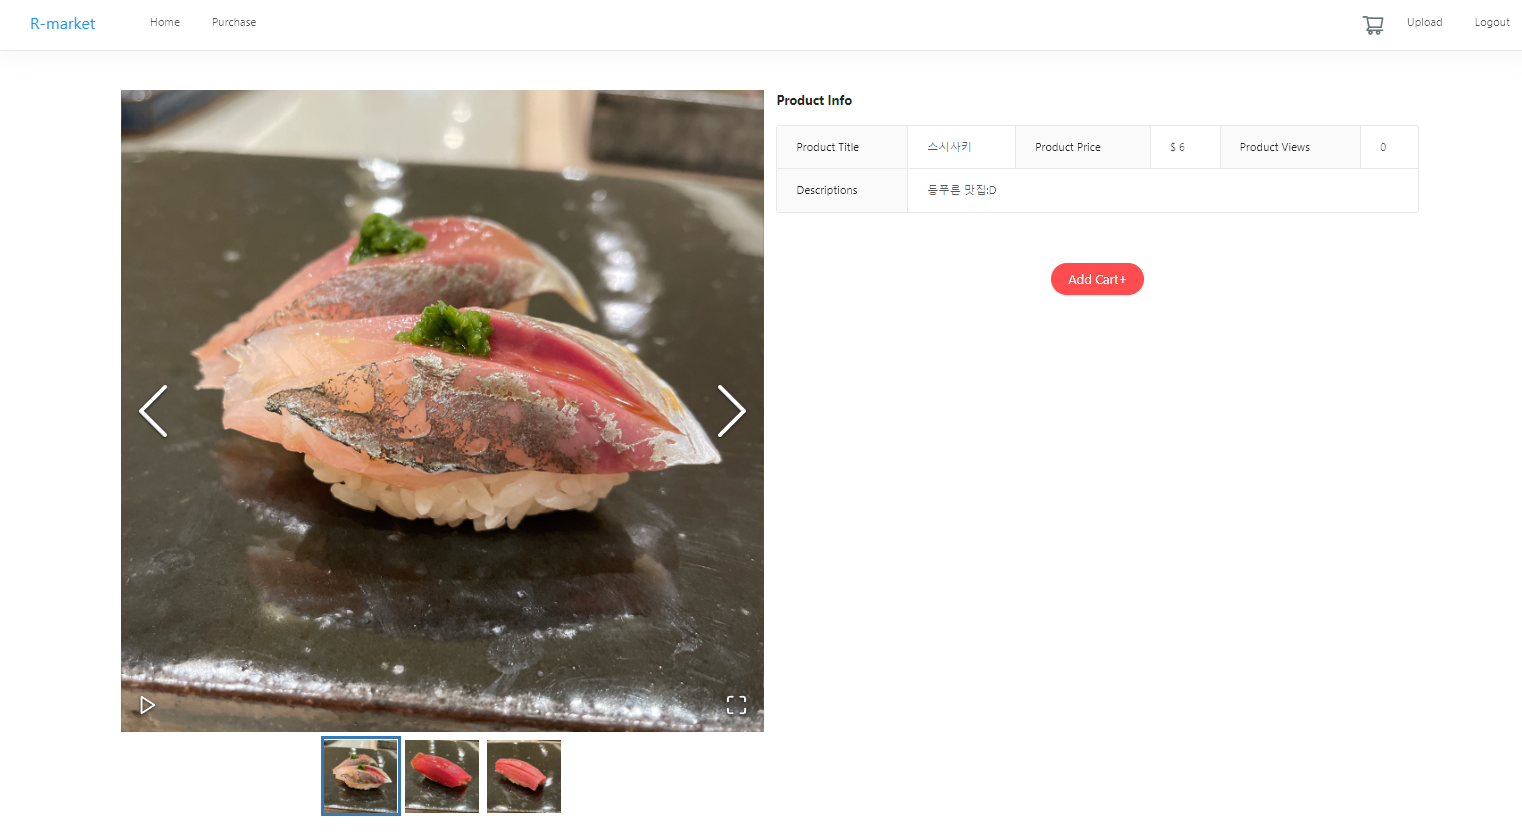 R-market Home Purchase Upload Logout
Product Info
Product Title 스시사키 Product Price $ 6 Product Views 0
Descriptions 등푸른 맛집:D
Add Cart+